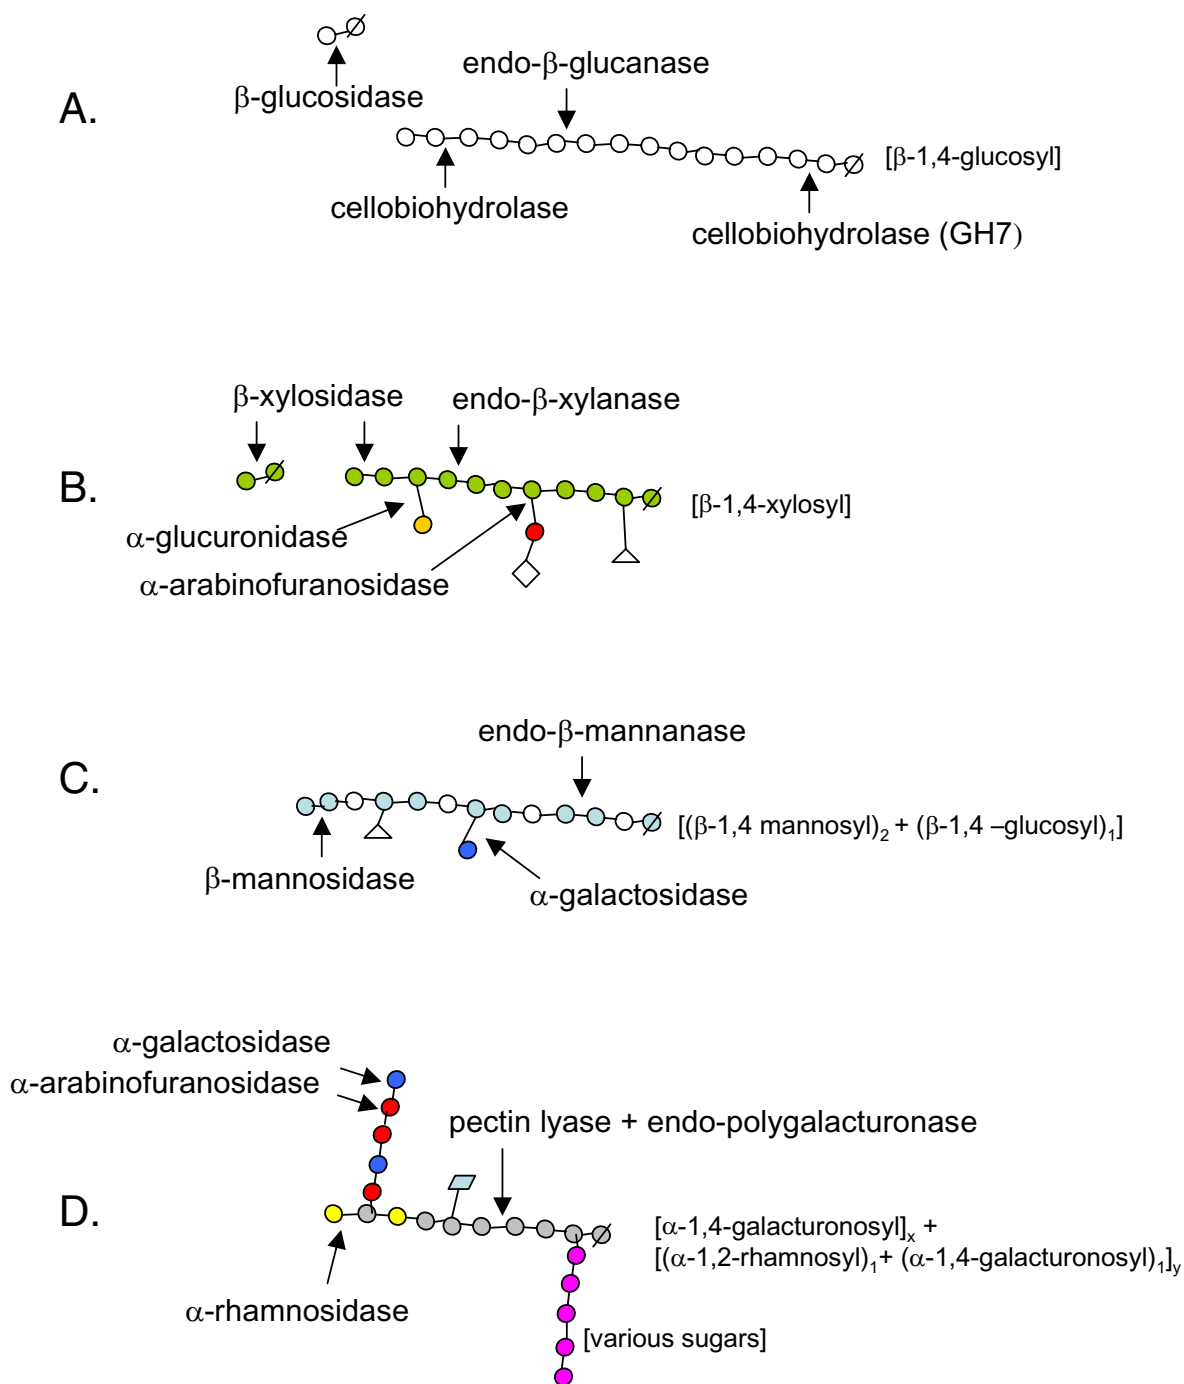 A.
β-glucosidase
endo-β-glucanase
[β-1,4-glucosyl]
cellobiohydrolase
cellobiohydrolase (GH7)
B.
β-xylosidase
endo-β-xylanase
[β-1,4-xylosyl]
α-glucuronidase
α-arabinofuranosidase
C.
endo-β-mannanase
[(β-1,4 mannosyl)₂ + (β-1,4 –glucosyl)₁]
β-mannosidase
α-galactosidase
D.
α-galactosidase
α-arabinofuranosidase
pectin lyase + endo-polygalacturonase
[α-1,4-galacturonosyl]ₓ +
[(α-1,2-rhamnosyl)₁+ (α-1,4-galacturonosyl)₁]y
α-rhamnosidase
[various sugars]